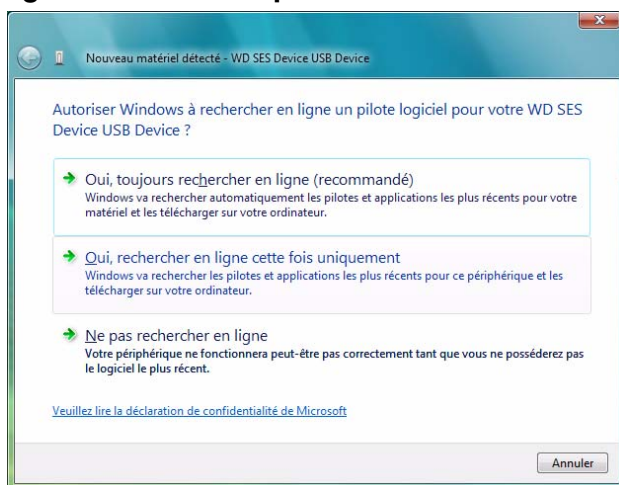 Nouveau matériel détecté - WD SES Device USB Device
Autoriser Windows à rechercher en ligne un pilote logiciel pour votre WD SES
Device USB Device ?
Oui, toujours rechercher en ligne (recommandé)
Windows va rechercher automatiquement les pilotes et applications les plus récents pour votre
matériel et les télécharger sur votre ordinateur.
Oui, rechercher en ligne cette fois uniquement
Windows va rechercher les pilotes et applications les plus récents pour ce périphérique et les
télécharger sur votre ordinateur.
Ne pas rechercher en ligne
Votre périphérique ne fonctionnera peut-être pas correctement tant que vous ne posséderez pas
le logiciel le plus récent.
Veuillez lire la déclaration de confidentialité de Microsoft
Annuler